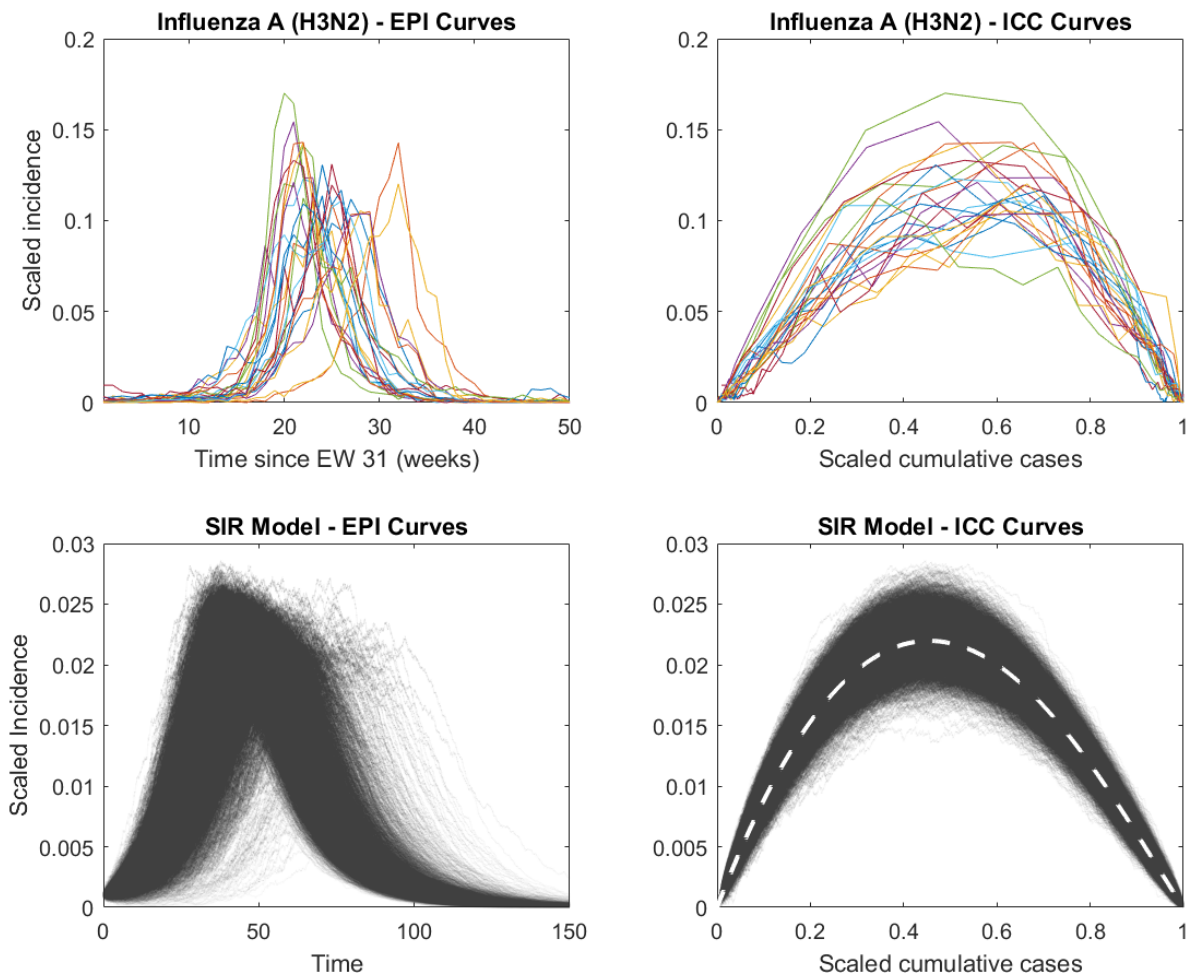 Influenza A (H3N2) - EPI Curves
0.2
0.15
0.1
0.05
0
Scaled incidence
10 20 30 40 50
Time since EW 31 (weeks)
Influenza A (H3N2) - ICC Curves
0.2
0.15
0.1
0.05
0
0 0.2 0.4 0.6 0.8 1
Scaled cumulative cases
SIR Model - EPI Curves
0.03
0.025
0.02
0.015
0.01
0.005
0
Scaled Incidence
0 50 100 150
Time
SIR Model - ICC Curves
0.03
0.025
0.02
0.015
0.01
0.005
0
0 0.2 0.4 0.6 0.8 1
Scaled cumulative cases